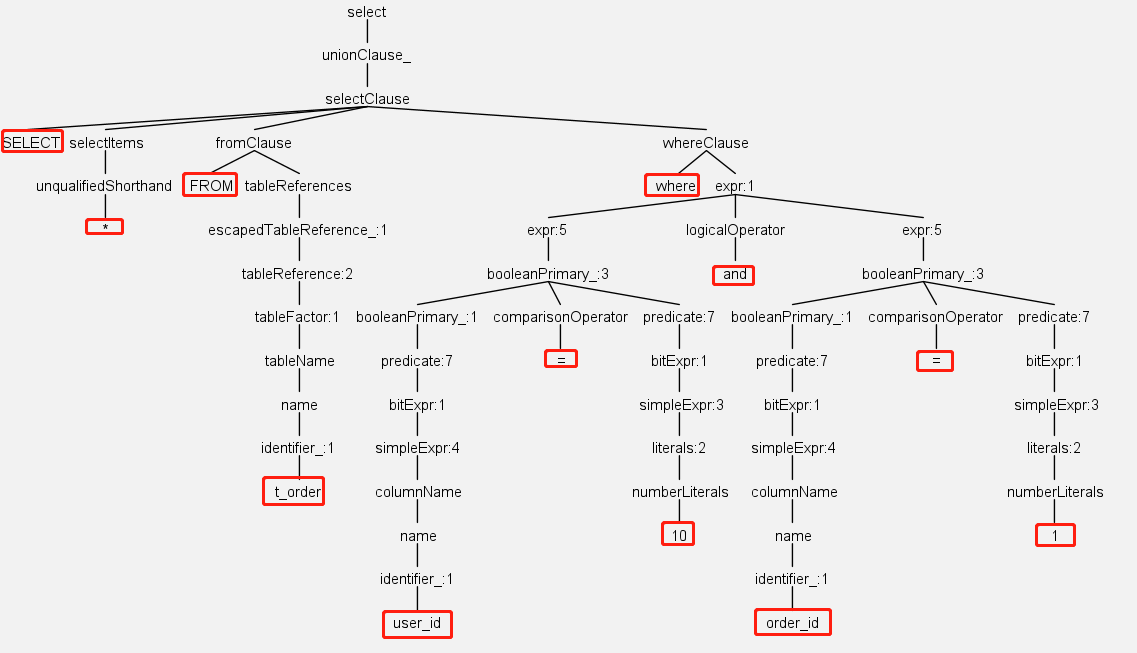 select
unionClause_
selectClause
SELECT selectItems fromClause whereClause
unqualifiedShorthand FROM tableReferences where expr:1
* escapedTableReference_:1 expr:5 logicalOperator expr:5
tableReference:2 booleanPrimary_:3 and booleanPrimary_:3
tableFactor:1 booleanPrimary_:1 comparisonOperator predicate:7 booleanPrimary_:1 comparisonOperator predicate:7
tableName predicate:7 = bitExpr:1 predicate:7 = bitExpr:1
name bitExpr:1 simpleExpr:3 bitExpr:1 simpleExpr:3
identifier_:1 simpleExpr:4 literals:2 simpleExpr:4 literals:2
t_order columnName numberLiterals columnName numberLiterals
name 10 name 1
identifier_:1 identifier_:1
user_id order_id